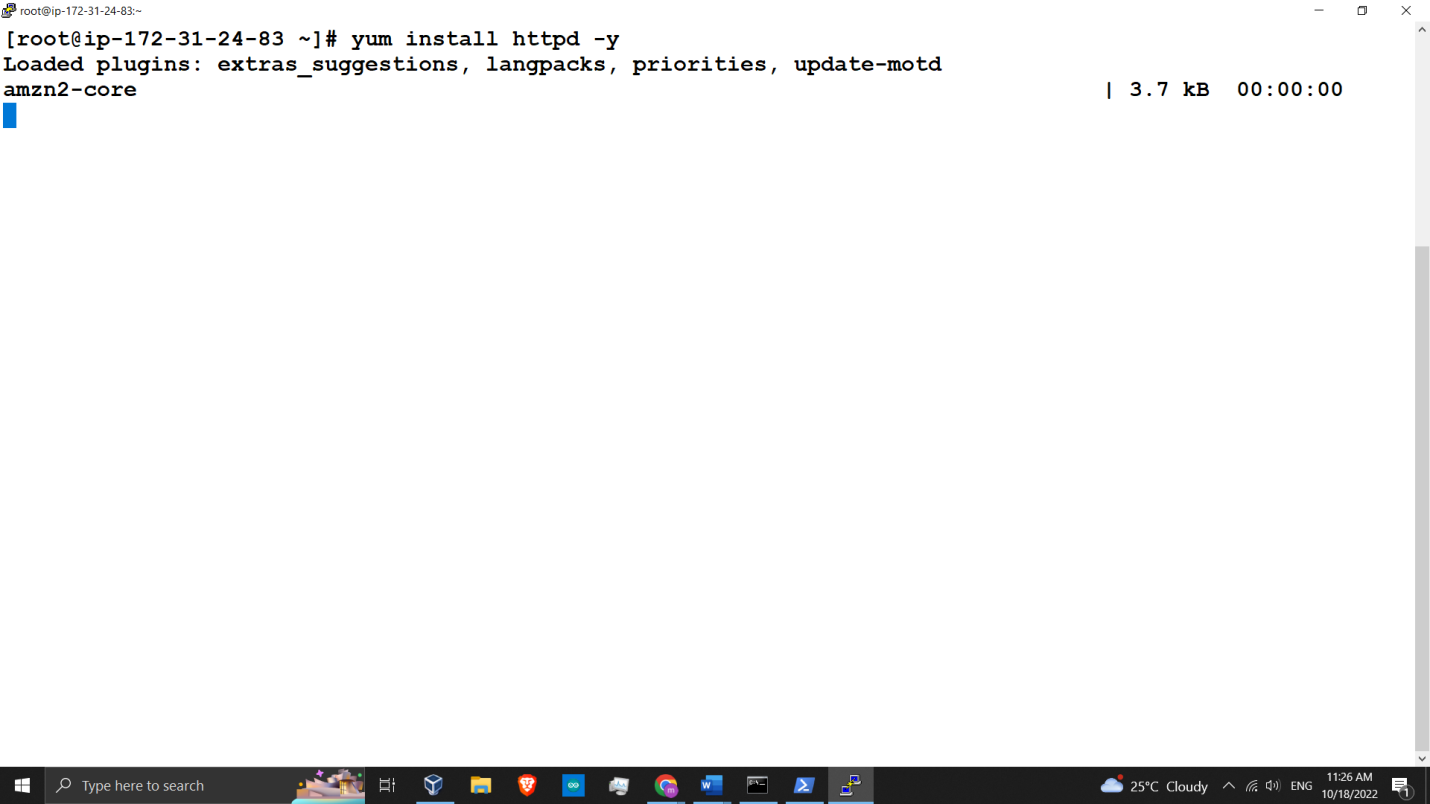 root@ip-172-31-24-83:~
[root@ip-172-31-24-83 ~]# yum install httpd -y
Loaded plugins: extras_suggestions, langpacks, priorities, update-motd
amzn2-core | 3.7 kB 00:00:00
Type here to search
25°C Cloudy
ENG
11:26 AM
10/18/2022
1